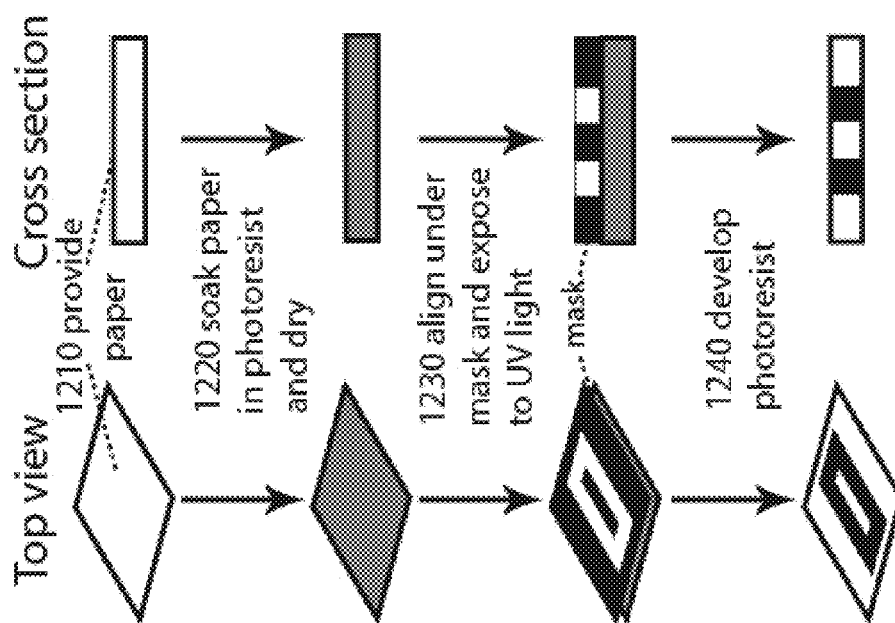 Top view
Cross section
1210 provide
paper
1220 soak paper
in photoresist
and dry
1230 align under
mask and expose
to UV light
mask
1240 develop
photoresist